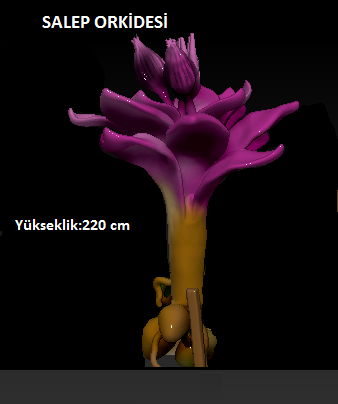 SALEP ORKİDESİ
Yükseklik:220 cm